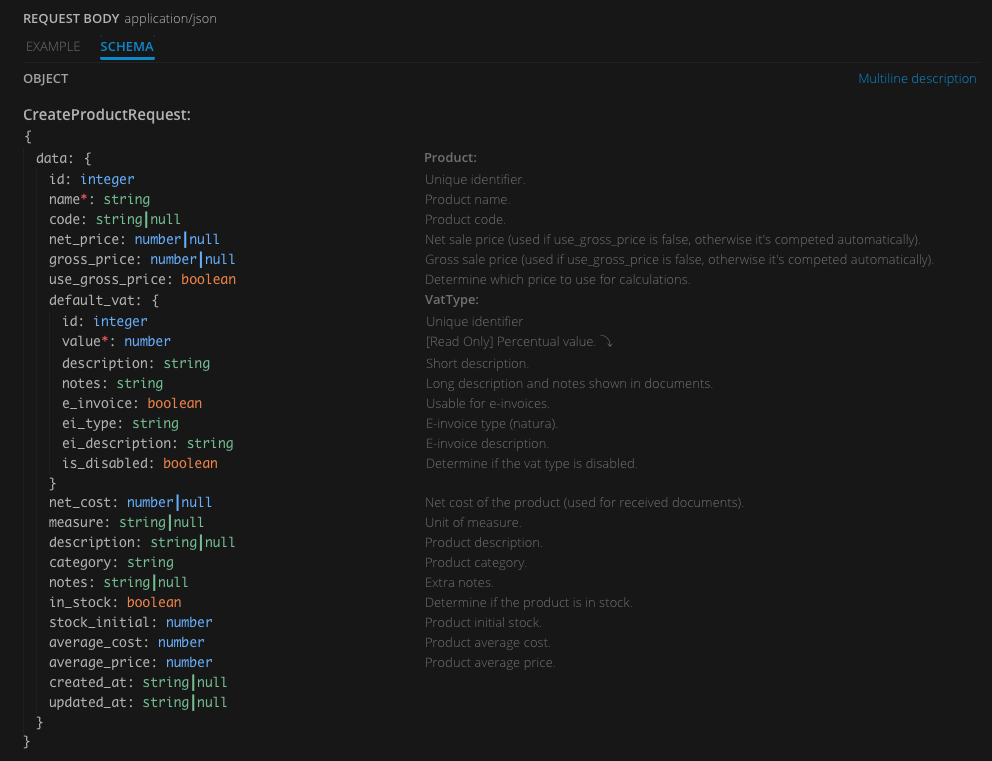 REQUEST BODY application/json
EXAMPLE SCHEMA
OBJECT Multiline description
CreateProductRequest:
{
data: { Product:
id: integer Unique identifier.
name*: string Product name.
code: string|null Product code.
net_price: number|null Net sale price (used if use_gross_price is false, otherwise it's competed automatically).
gross_price: number|null Gross sale price (used if use_gross_price is false, otherwise it's competed automatically).
use_gross_price: boolean Determine which price to use for calculations.
default_vat: { VatType:
id: integer Unique identifier
value*: number [Read Only] Percentual value.
description: string Short description.
notes: string Long description and notes shown in documents.
e_invoice: boolean Usable for e-invoices.
ei_type: string E-invoice type (natura).
ei_description: string E-invoice description.
is_disabled: boolean Determine if the vat type is disabled.
}
net_cost: number|null Net cost of the product (used for received documents).
measure: string|null Unit of measure.
description: string|null Product description.
category: string Product category.
notes: string|null Extra notes.
in_stock: boolean Determine if the product is in stock.
stock_initial: number Product initial stock.
average_cost: number Product average cost.
average_price: number Product average price.
created_at: string|null
updated_at: string|null
}
}